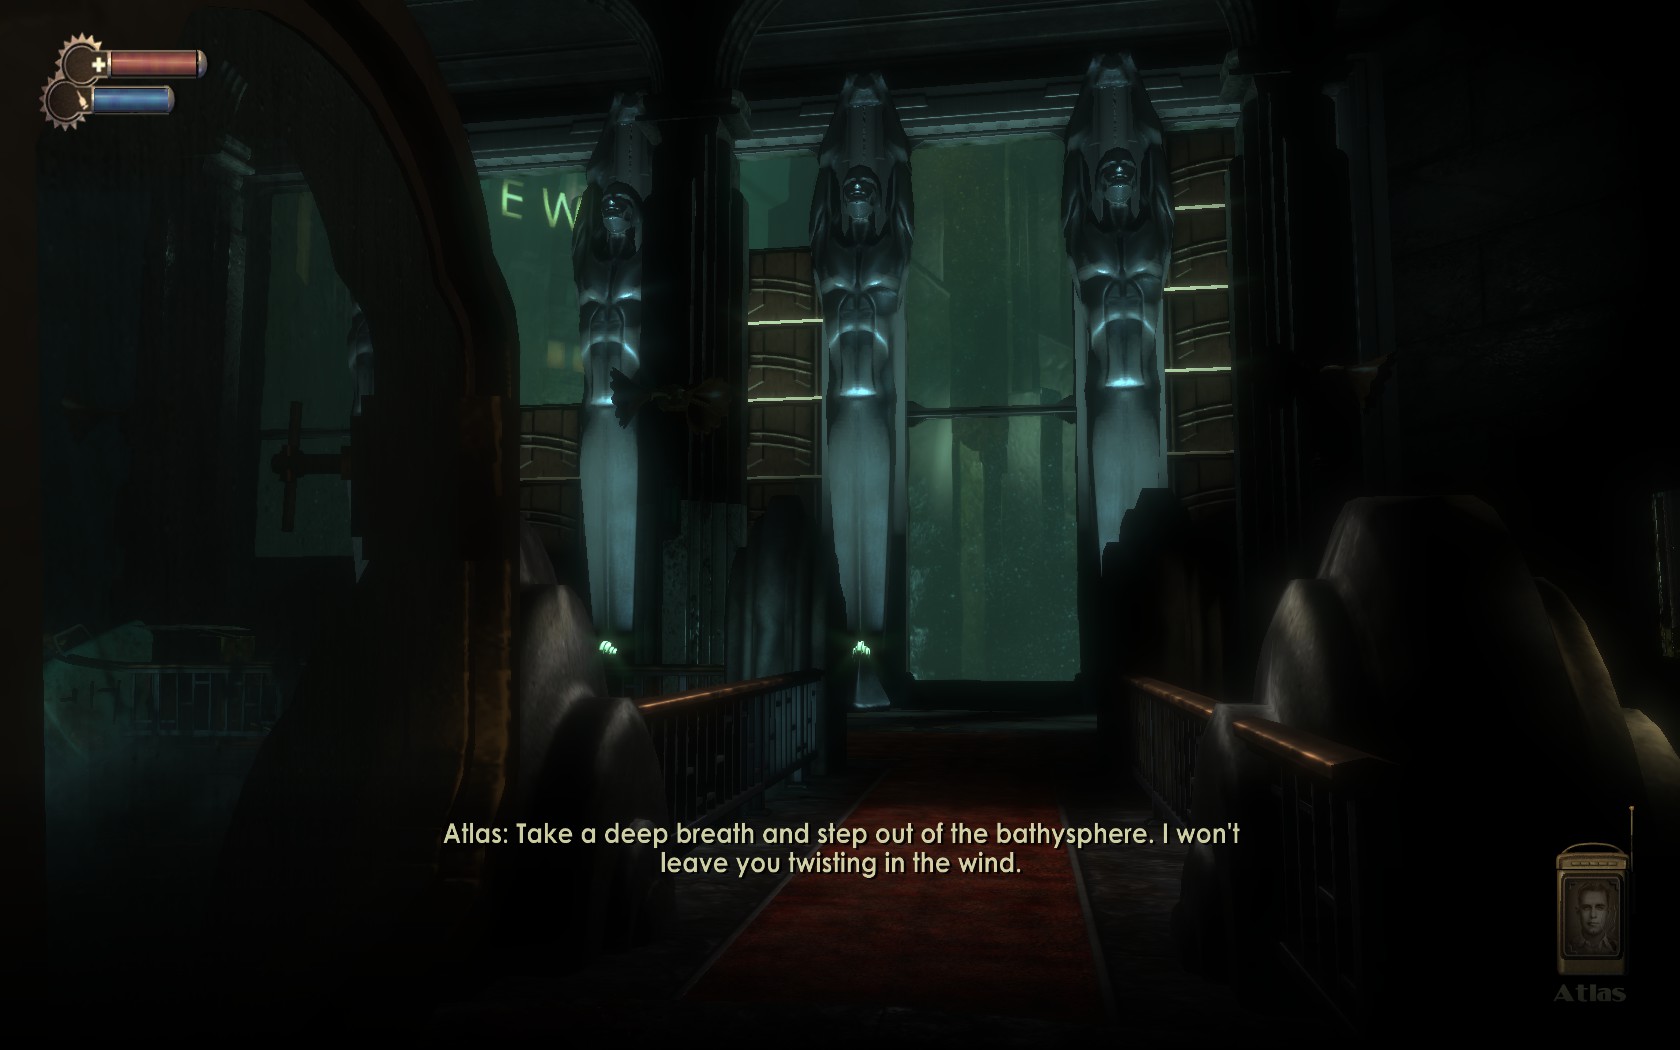 E W
Atlas: Take a deep breath and step out of the bathysphere. I won't
leave you twisting in the wind.
Atlas